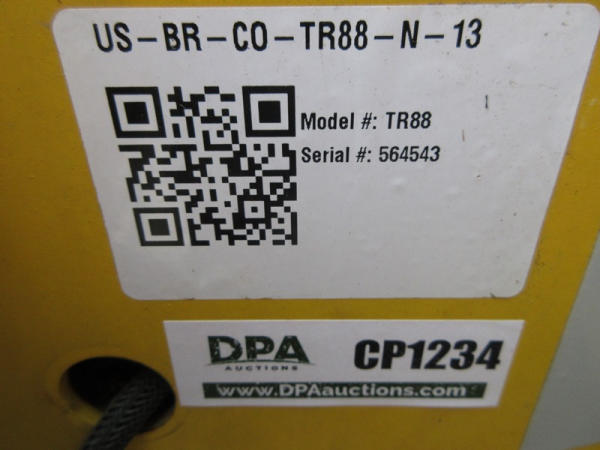 US-BR-CO-TR88-N-13
Model #: TR88
Serial #: 564543
DPA
AUCTIONS
CP1234
www.DPAauctions.com